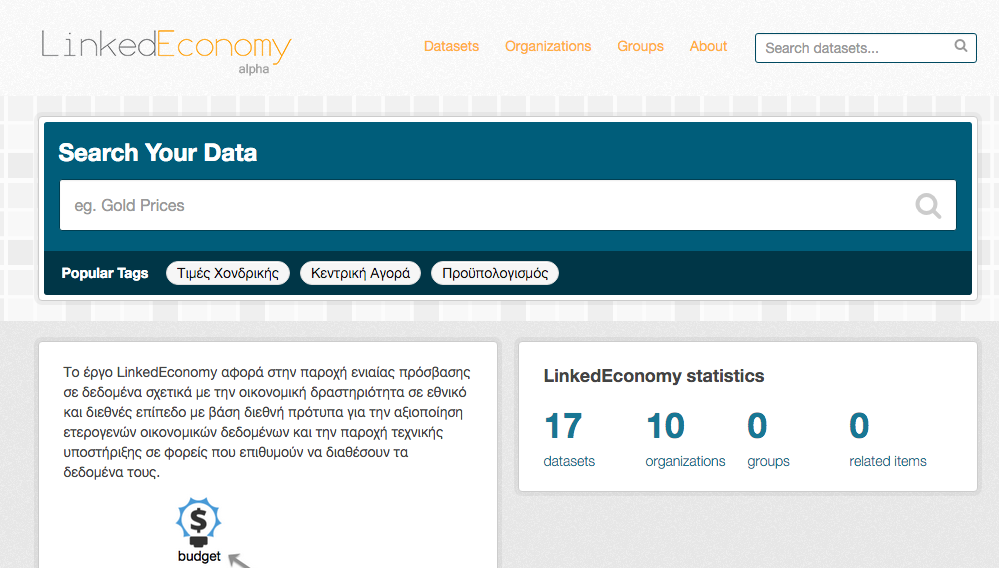 LinkedEconomy
alpha
Datasets Organizations Groups About
Search datasets...
Search Your Data
eg. Gold Prices
Popular Tags Τιμές Χονδρικής Κεντρική Αγορά Προϋπολογισμός
Το έργο LinkedEconomy αφορά στην παροχή ενιαίας πρόσβασης
σε δεδομένα σχετικά με την οικονομική δραστηριότητα σε εθνικό
και διεθνές επίπεδο με βάση διεθνή πρότυπα για την αξιοποίηση
ετερογενών οικονομικών δεδομένων και την παροχή τεχνικής
υποστήριξης σε φορείς που επιθυμούν να διαθέσουν τα
δεδομένα τους.
$
budget
LinkedEconomy statistics
17 10 0 0
datasets organizations groups related items